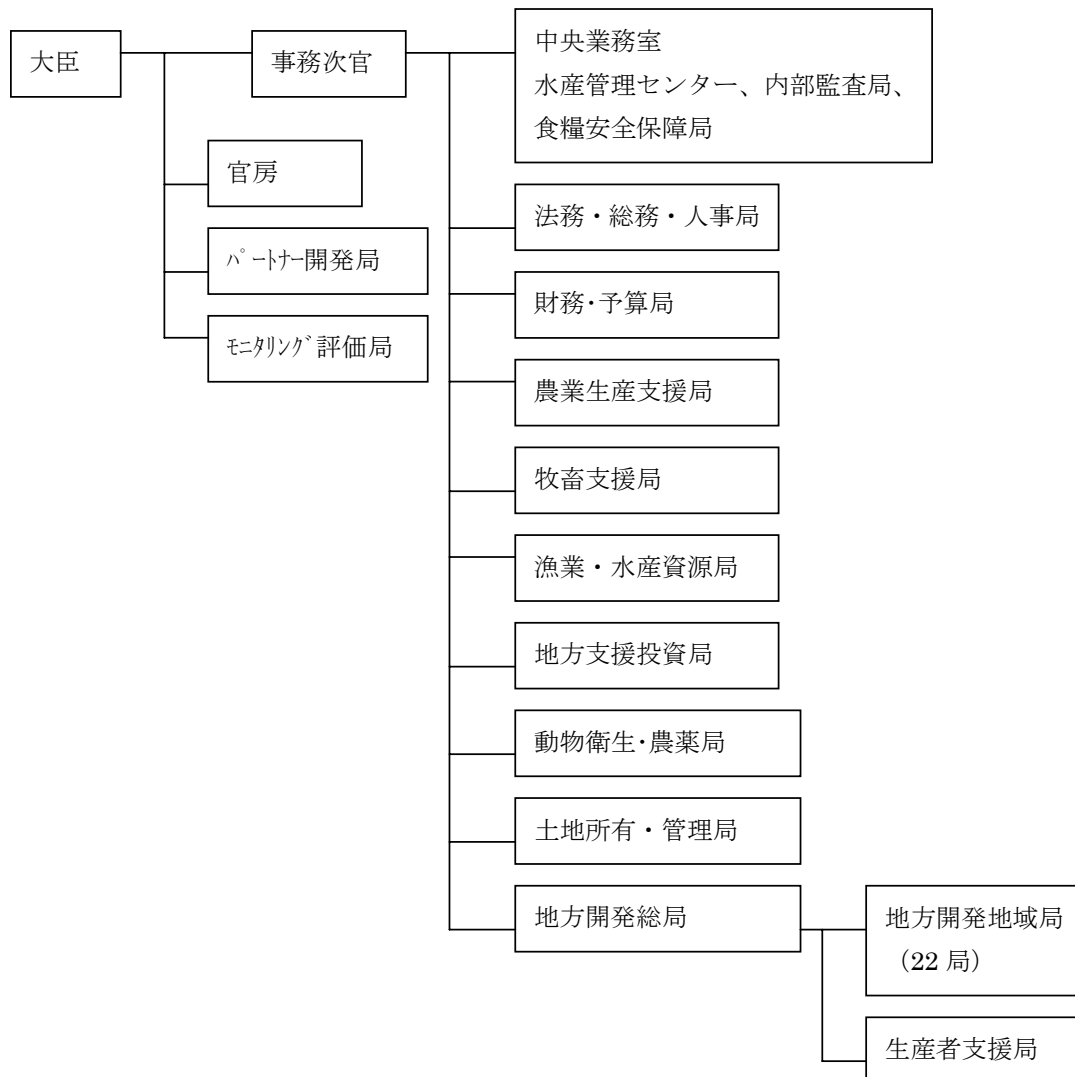 大臣
事務次官
中央業務室
水産管理センター、内部監査局、
食糧安全保障局
官房
ﾊﾟｰﾄﾅｰ開発局
ﾓﾆﾀﾘﾝｸﾞ評価局
法務・総務・人事局
財務･予算局
農業生産支援局
牧畜支援局
漁業・水産資源局
地方支援投資局
動物衛生･農薬局
土地所有・管理局
地方開発総局
地方開発地域局
（22 局）
生産者支援局